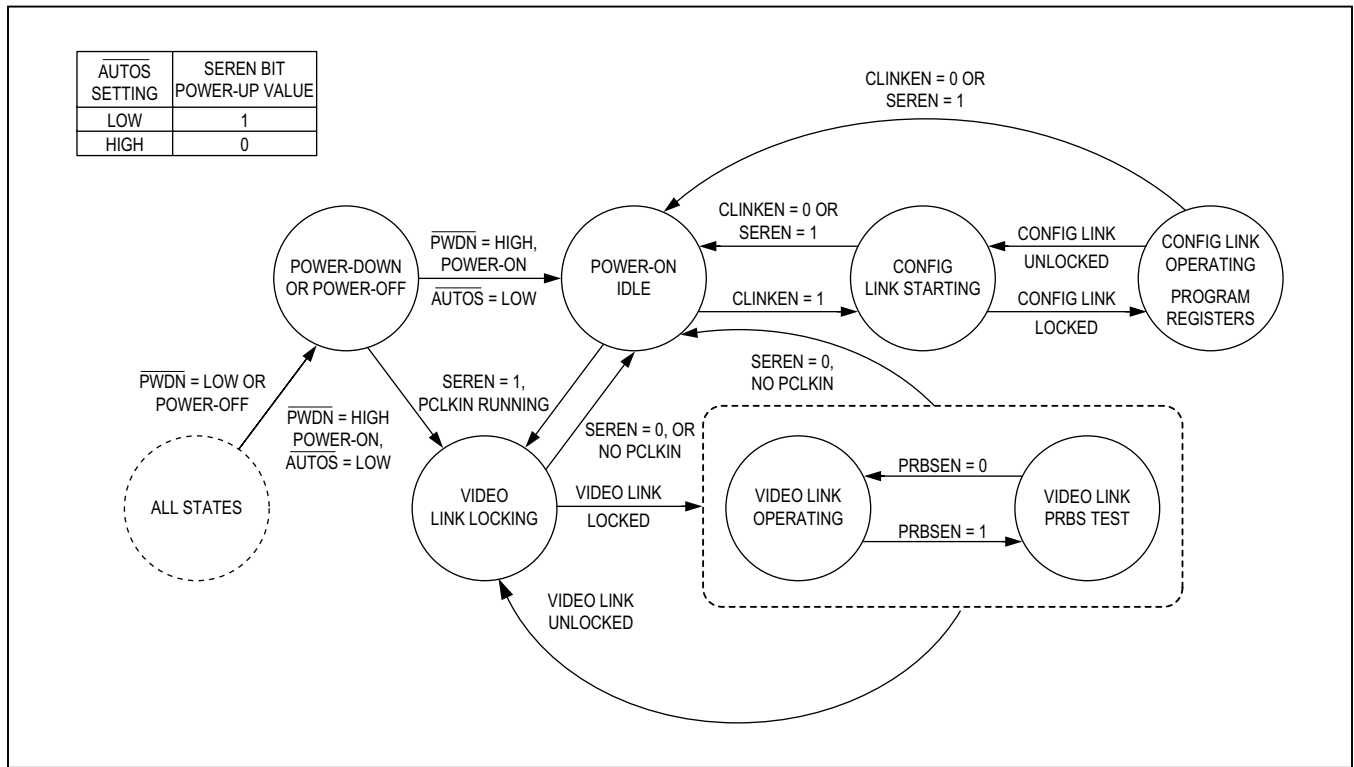 AUTOS SETTING
SEREN BIT POWER-UP VALUE
LOW 1
HIGH 0
CLINKEN = 0 OR
SEREN = 1
POWER-DOWN
OR POWER-OFF
PWDN = HIGH,
POWER-ON
AUTOS = LOW
POWER-ON
IDLE
CLINKEN = 0 OR
SEREN = 1
CLINKEN = 1
CONFIG
LINK STARTING
CONFIG LINK
UNLOCKED
CONFIG LINK
LOCKED
CONFIG LINK
OPERATING
PROGRAM
REGISTERS
PWDN = LOW OR
POWER-OFF
PWDN = HIGH
POWER-ON,
AUTOS = LOW
SEREN = 1,
PCLKIN RUNNING
SEREN = 0, OR
NO PCLKIN
SEREN = 0,
NO PCLKIN
ALL STATES
VIDEO
LINK LOCKING
VIDEO LINK
LOCKED
VIDEO LINK
OPERATING
PRBSEN = 0
PRBSEN = 1
VIDEO LINK
PRBS TEST
VIDEO LINK
UNLOCKED